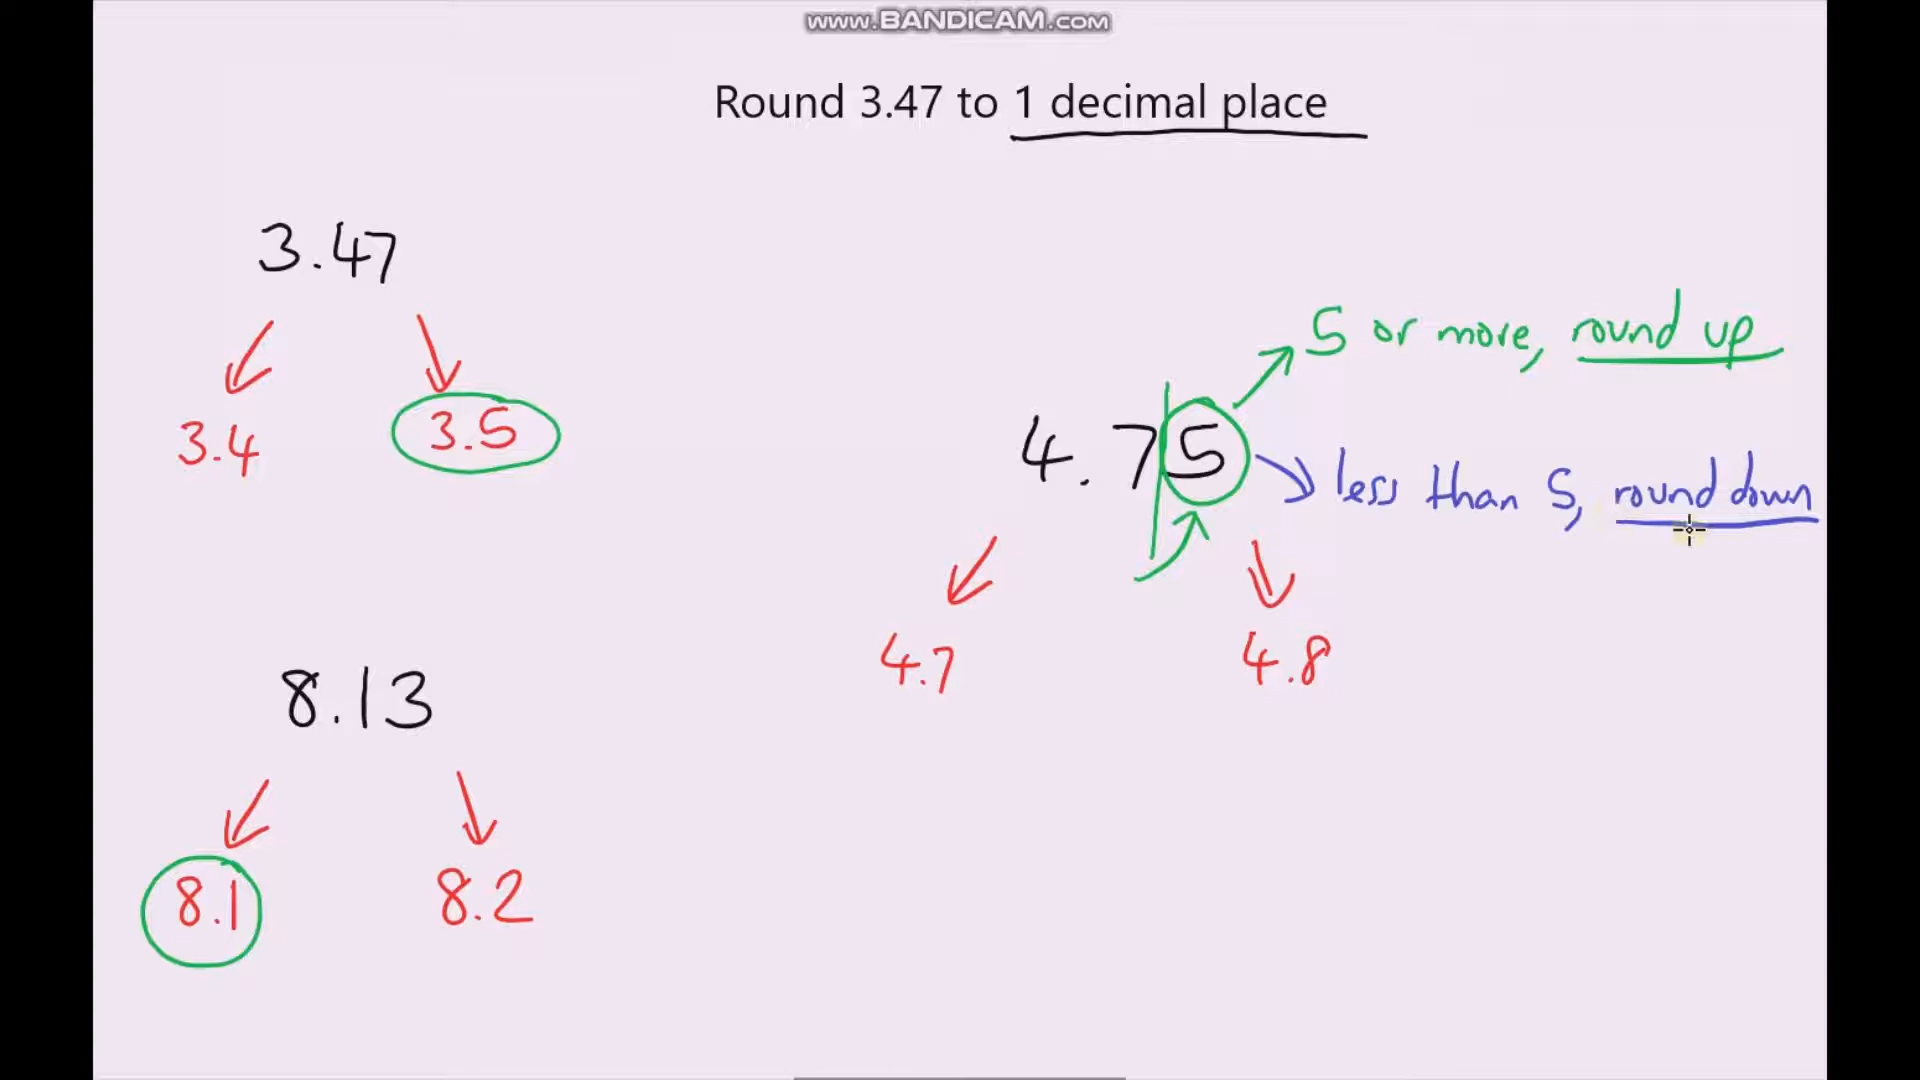 www.BANDICAM.com
Round 3.47 to 1 decimal place
3.47
3.4
3.5
5 or more, round up
4.75
less than 5, round down
4.7
4.8
8.13
8.1
8.2